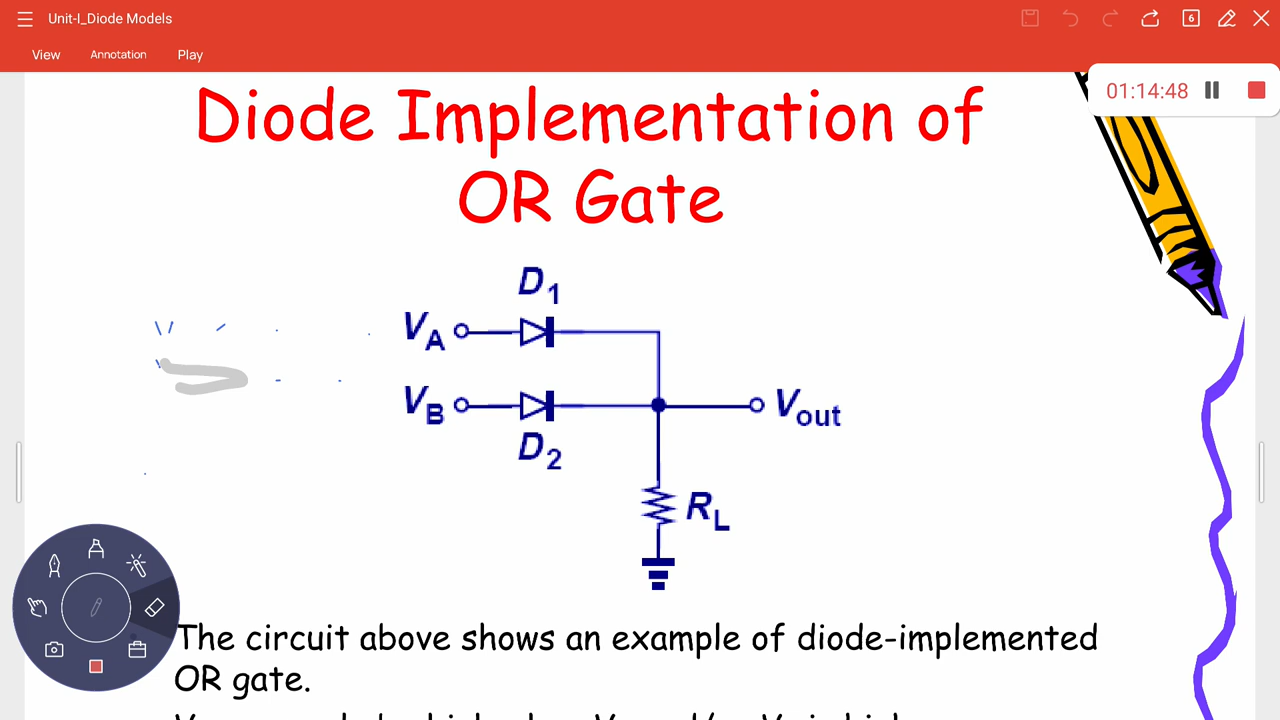 Unit-I_Diode Models
6
View Annotation Play
01:14:48
Diode Implementation of
OR Gate
D1
VA
VB
Vout
D2
RL
The circuit above shows an example of diode-implemented
OR gate.